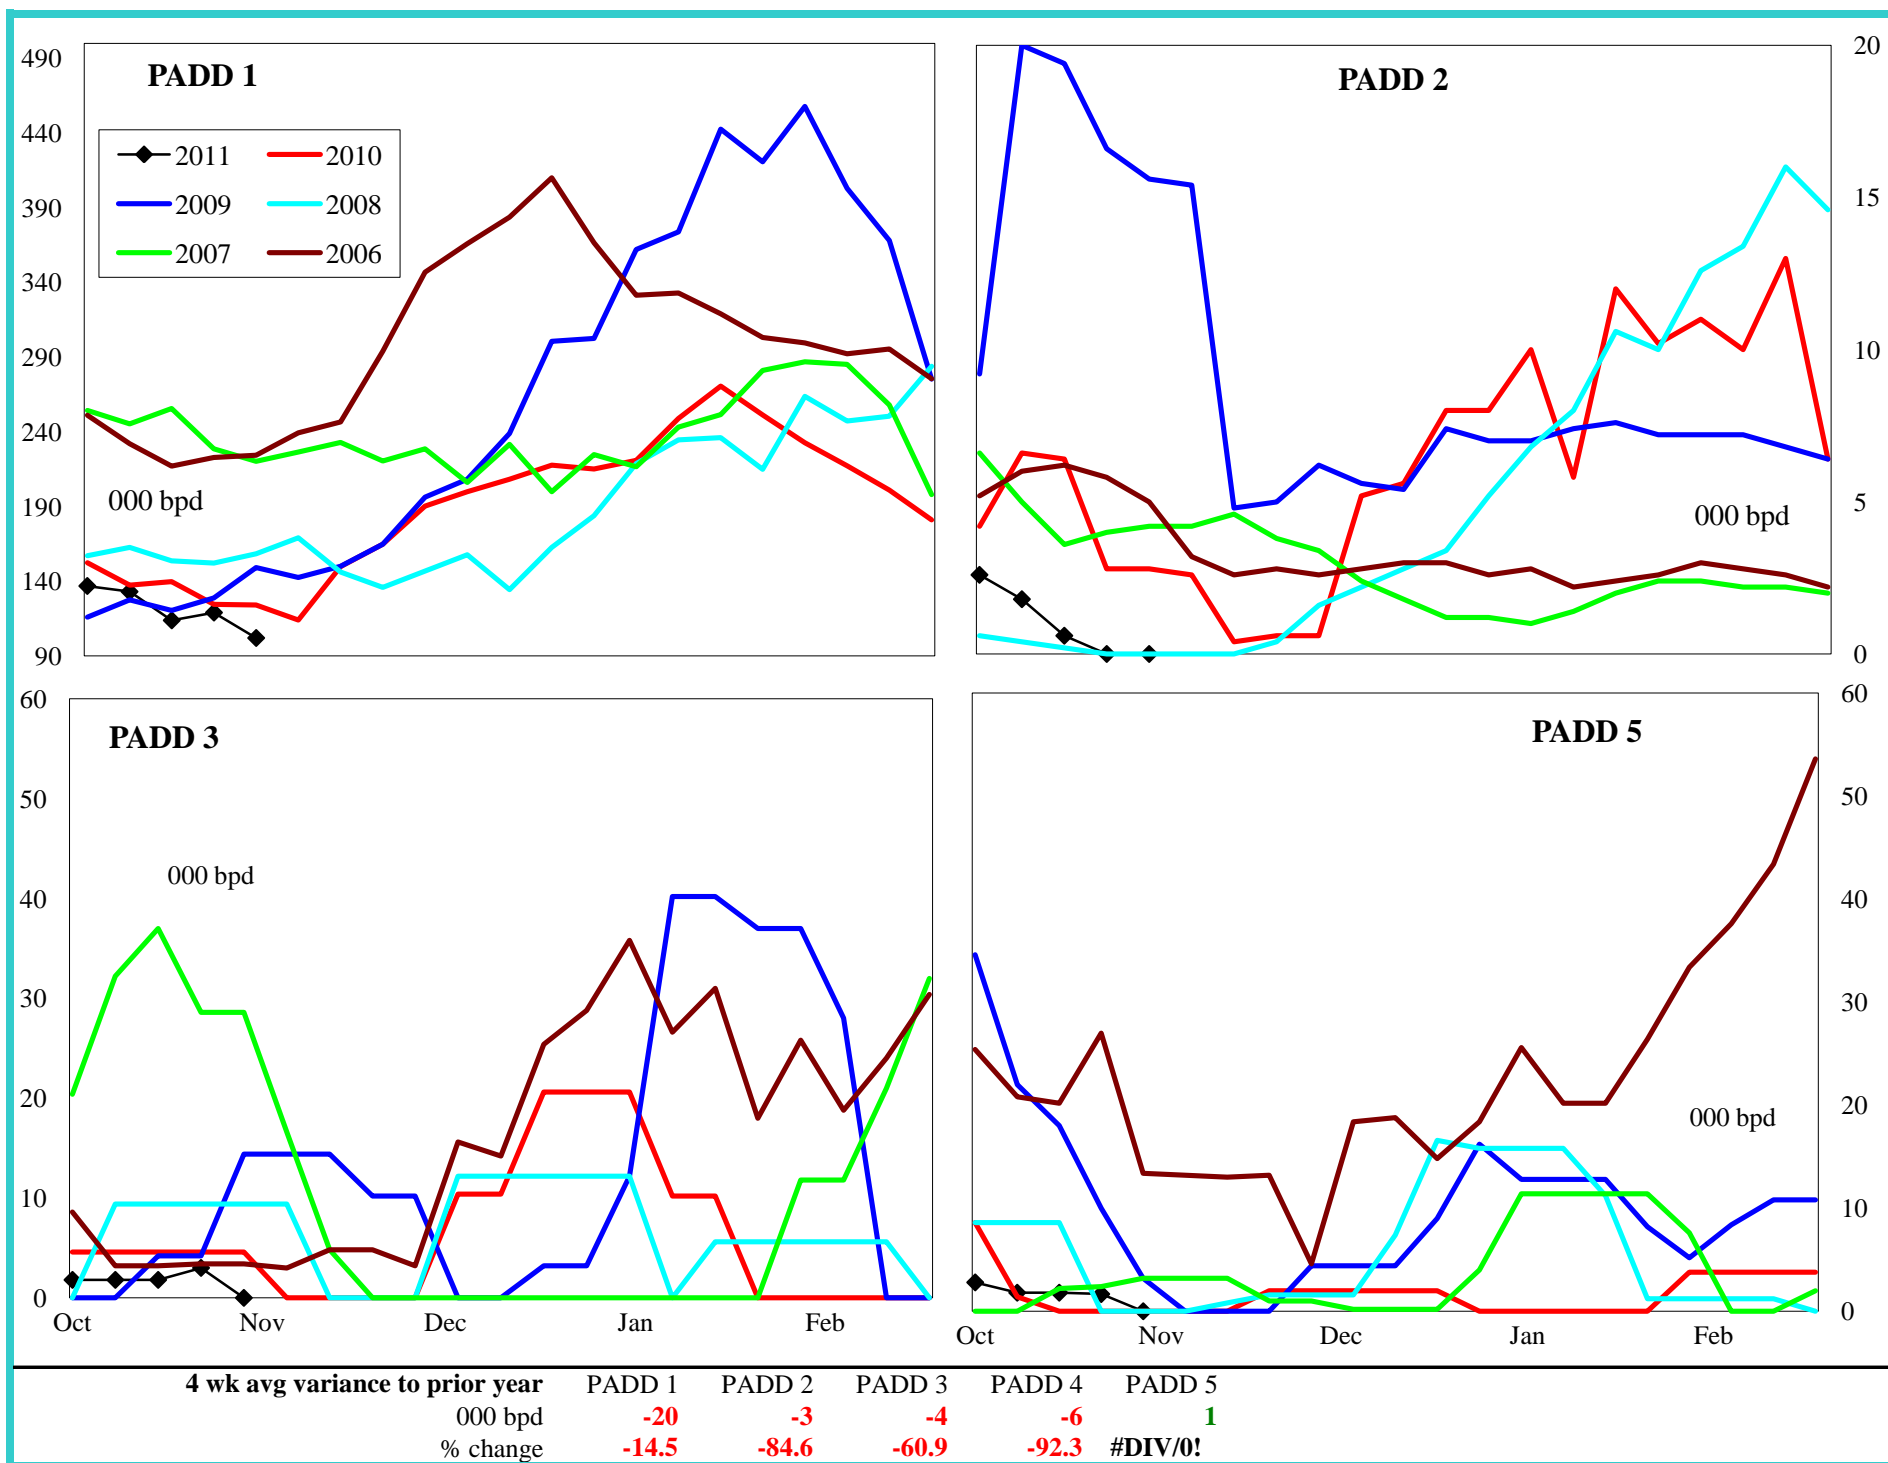 PADD 1
490
440
390
340
290
240
190
140
90
2011 2010
2009 2008
2007 2006
000 bpd
PADD 2
20
15
10
5
0
000 bpd
PADD 3
60
50
40
30
20
10
0
000 bpd
Oct Nov Dec Jan Feb
PADD 5
60
50
40
30
20
10
0
000 bpd
Oct Nov Dec Jan Feb
4 wk avg variance to prior year PADD 1 PADD 2 PADD 3 PADD 4 PADD 5
000 bpd -20 -3 -4 -6 1
% change -14.5 -84.6 -60.9 -92.3 #DIV/0!